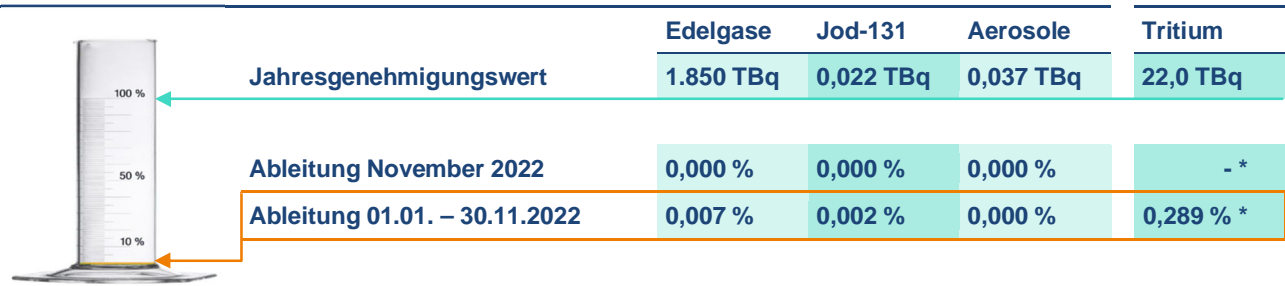 Edelgase Jod-131 Aerosole Tritium
Jahresgenehmigungswert 1.850 TBq 0,022 TBq 0,037 TBq 22,0 TBq
100 %
Ableitung November 2022 0,000 % 0,000 % 0,000 % - *
50 %
Ableitung 01.01. – 30.11.2022 0,007 % 0,002 % 0,000 % 0,289 % *
10 %